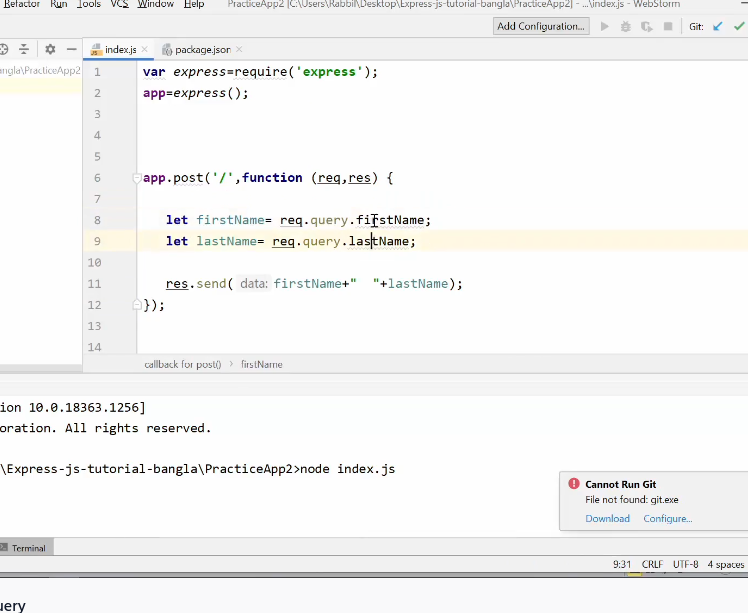 Refactor Run Tools VCS Window Help PracticeApp2 [C:\Users\Rabbil\Desktop\Express-js-tutorial-bangla\PracticeApp2] - ...\index.js - WebStorm
Add Configuration... Git:
index.js package.json
angla\PracticeApp2
1 var express=require('express');
2 app=express();
3
4
5
6 app.post('/',function (req,res) {
7
8 let firstName= req.query.firstName;
9 let lastName= req.query.lastName;
10
11 res.send( data: firstName+"  "+lastName);
12 });
13
14
callback for post() › firstName
ion 10.0.18363.1256]
oration. All rights reserved.
\Express-js-tutorial-bangla\PracticeApp2>node index.js
Cannot Run Git
File not found: git.exe
Download Configure...
Terminal
9:31 CRLF UTF-8 4 spaces
uery